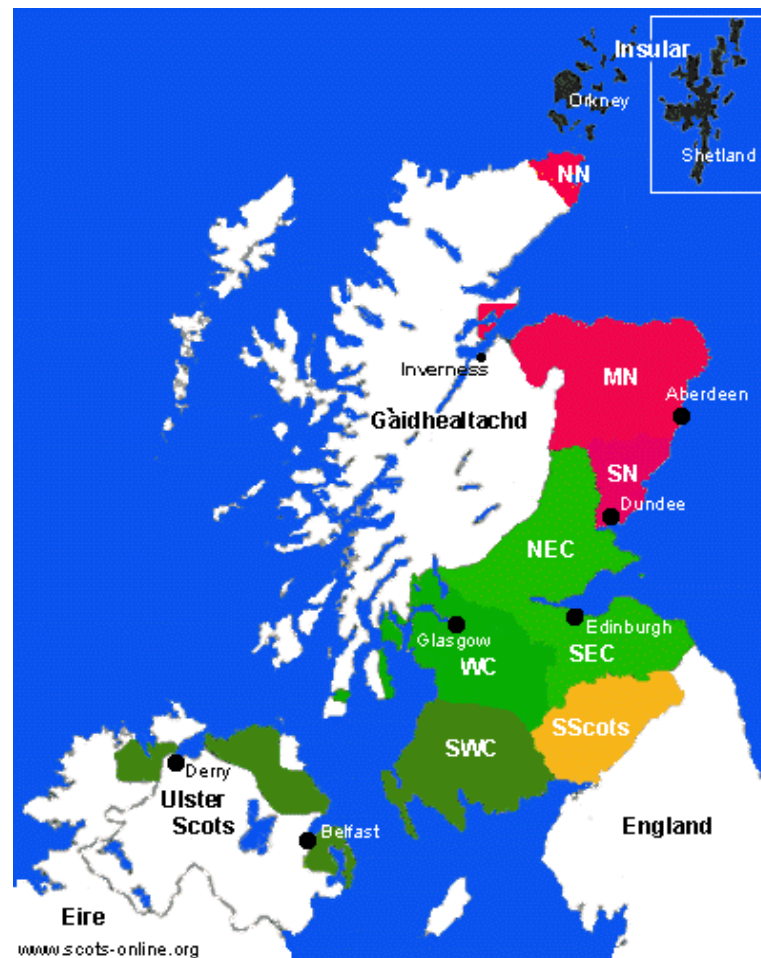 Insular
Orkney
Shetland
NN
Inverness
MN
Gàidhealtachd
Aberdeen
SN
Dundee
NEC
Edinburgh
Glasgow
WC
SEC
SWC
SScots
Derry
Ulster
Scots
Belfast
England
Eire
www.scots-online.org